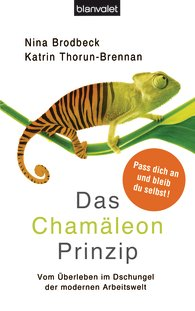 blanvalet
Nina Brodbeck
Katrin Thorun-Brennan
Pass dich an
und bleib
du selbst!
Das
Chamäleon
Prinzip
Vom Überleben im Dschungel
der modernen Arbeitswelt